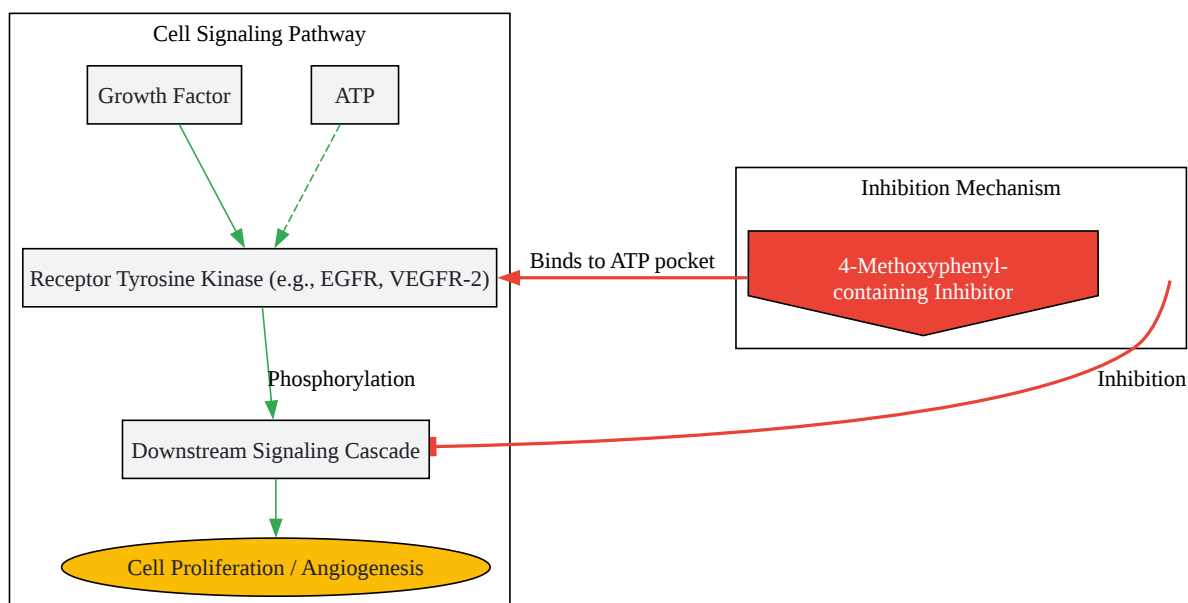 Cell Signaling Pathway
Growth Factor
ATP
Inhibition Mechanism
Receptor Tyrosine Kinase (e.g., EGFR, VEGFR-2)
Binds to ATP pocket
4-Methoxyphenyl-
containing Inhibitor
Phosphorylation
Inhibition
Downstream Signaling Cascade
Cell Proliferation / Angiogenesis